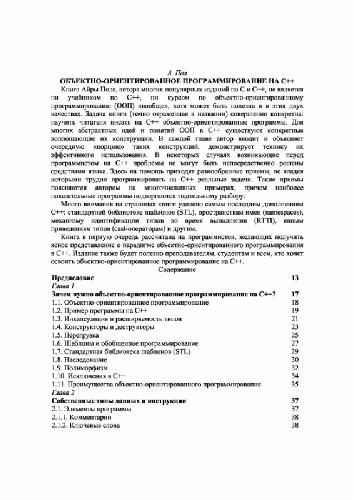 А. Пол
ОБЪЕКТНО-ОРИЕНТИРОВАННОЕ ПРОГРАММИРОВАНИЕ НА С++
Книга Айры Пола, автора многих популярных изданий по С и С++, не является
ни учебником по С++, ни курсом по объектно-ориентированному
программированию (ООП) вообще, хотя может быть полезна и в этих двух
качествах. Задача книги (точно отраженная в названии) совершенно конкретна:
научить читателя писать на С++ объектно-ориентированные программы. Для
многих абстрактных идей и понятий ООП в С++ существуют конкретные
воплощающие их конструкции. В каждой главе автор вводит и объясняет
очередную «порцию» таких конструкций, демонстрирует технику их
эффективного использования. В некоторых случаях возникающие перед
программистом на С++ проблемы не могут быть непосредственно решены
средствами языка. Здесь на помощь приходят разнообразные приемы, не владея
которыми трудно программировать на С++ реальные задачи. Такие приемы
поясняются автором на многочисленных примерах, причем наиболее
показательные программы подвергаются подетальному разбору.
Много внимания на страницах книги уделено самым последним дополнениям
С++: стандартной библиотеке шаблонов (STL), пространствам имен (namespaces),
механизму идентификации типов во время выполнения (RTTI), явным
приведениям типов (cast-операторам) и другим.
Книга в первую очередь рассчитана на программистов, желающих получить
ясное представление о парадигме объектно-ориентированного программирования
в С++. Издание также будет полезно преподавателям, студентам и всем, кто хочет
освоить объектно-ориентированное программирование на С++.
Содержание
Предисловие 13
Глава 1
Зачем нужно объектно-ориентированное программирование на С++? 17
1.1. Объектно-ориентированное программирование 18
1.2. Пример программы на С++ 19
1.3. Инкапсуляция и расширяемость типов 21
1.4. Конструкторы и деструкторы 23
1.5. Перегрузка 25
1.6. Шаблоны и обобщенное программирование 27
1.7. Стандартная библиотека шаблонов (STL) 29
1.8. Наследование 30
1.9. Полиморфизм 32
1.10. Исключения в С++ 34
1.11. Преимущества объектно-ориентированного программирования 35
Глава 2
Собственные типы данных и инструкции 37
2.1. Элементы программы 37
2.1.1. Комментарии 38
2.1.2. Ключевые слова 38